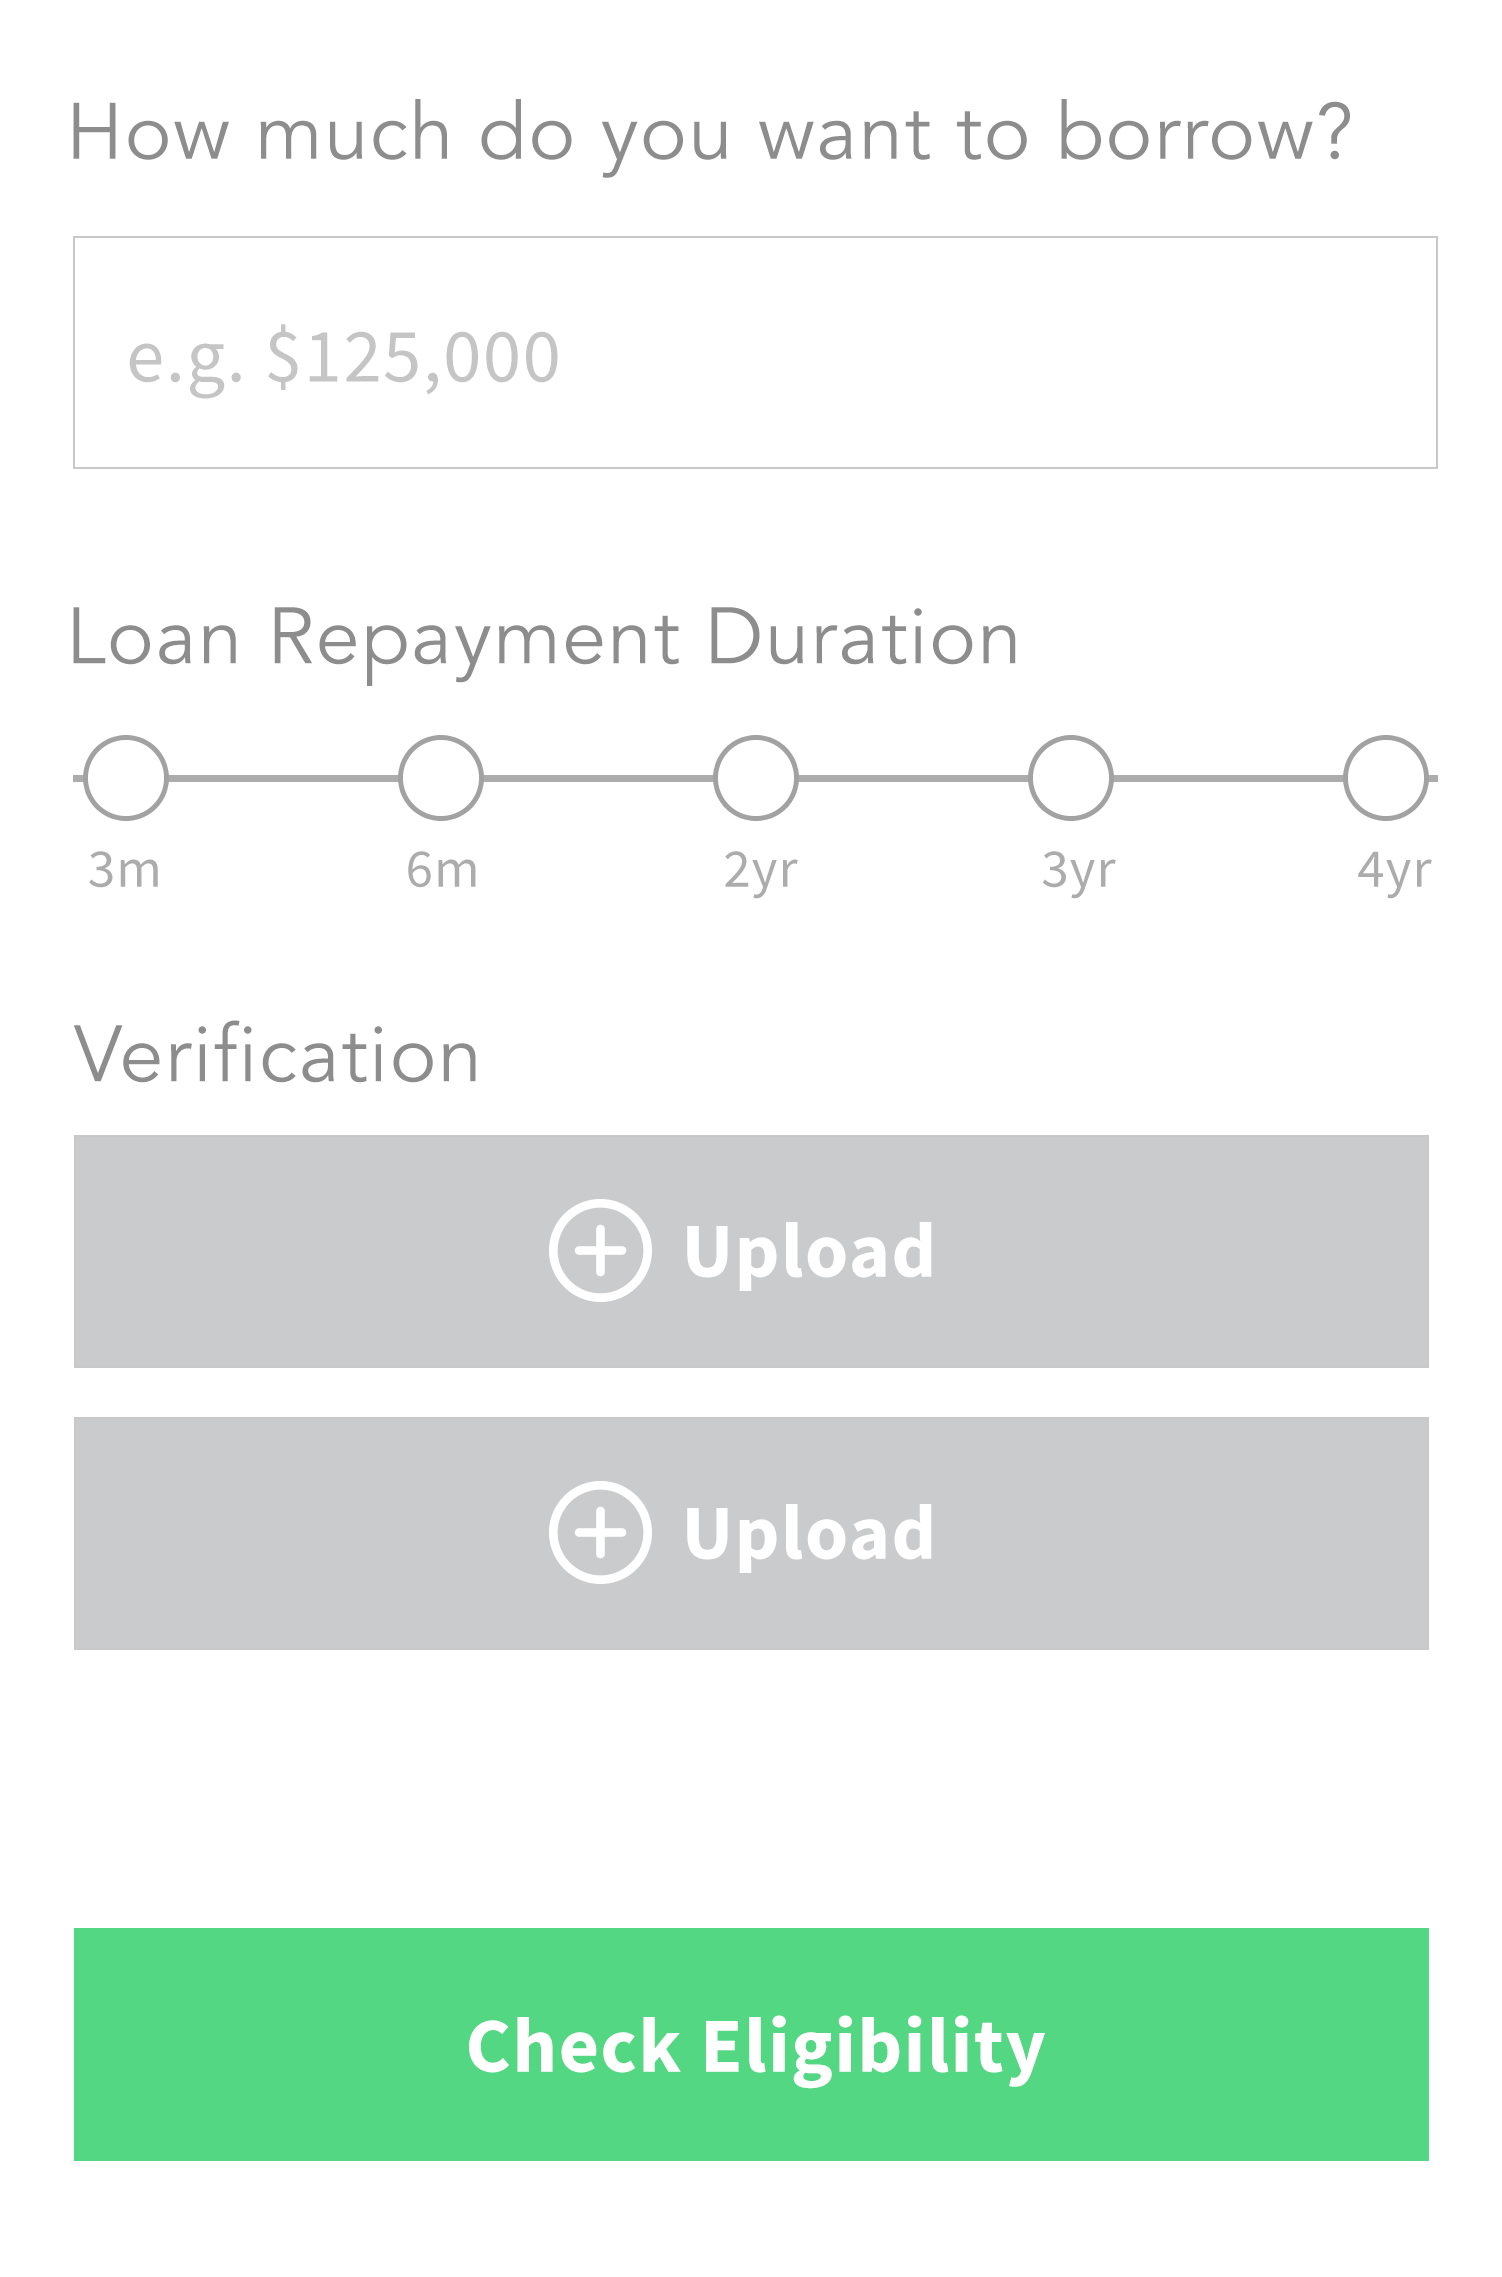 How much do you want to borrow?
e.g. $125,000
Loan Repayment Duration
3m 6m 2yr 3yr 4yr
Verification
Upload
Upload
Check Eligibility